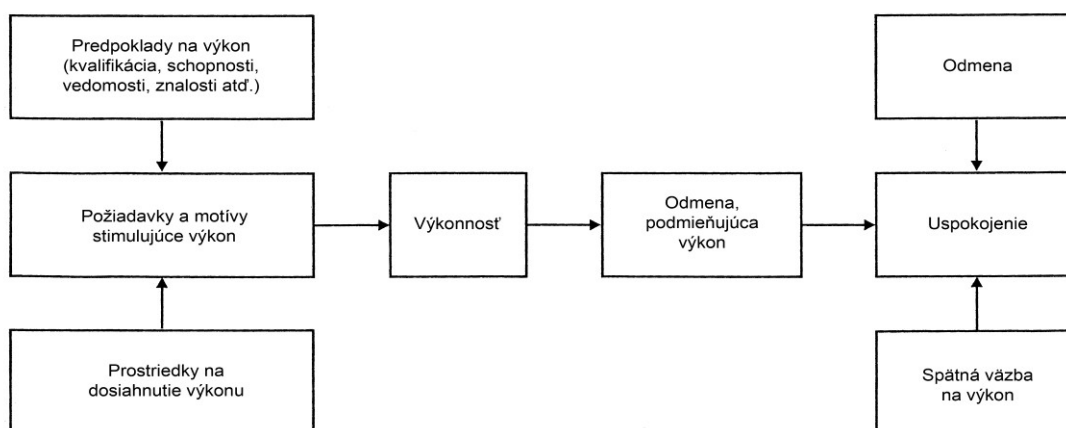 Predpoklady na výkon
(kvalifikácia, schopnosti,
vedomosti, znalosti atď.)
Odmena
Požiadavky a motívy
stimulujúce výkon
Výkonnosť
Odmena,
podmieňujúca
výkon
Uspokojenie
Prostriedky na
dosiahnutie výkonu
Spätná väzba
na výkon